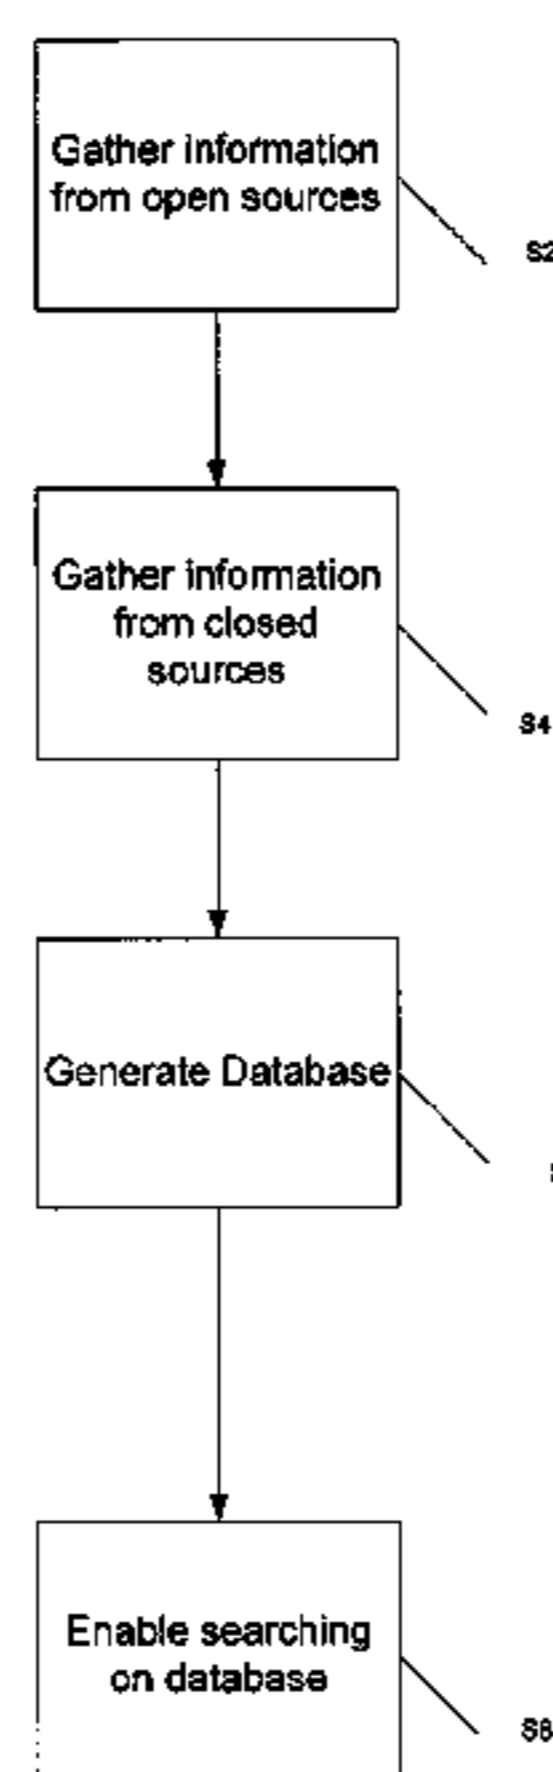 Gather information
from open sources
S2
Gather information
from closed
sources
S4
Generate Database
Enable searching
on database
S8